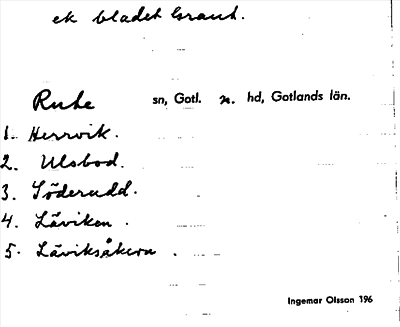 ek bladet Graut.
Rute sn, Gotl. n. hd, Gotlands län.
1. Herrvik.
2. Ulsbod.
3. Söderudd.
4. Läviken.
5. Läviksåkern.
Ingemar Olsson 196